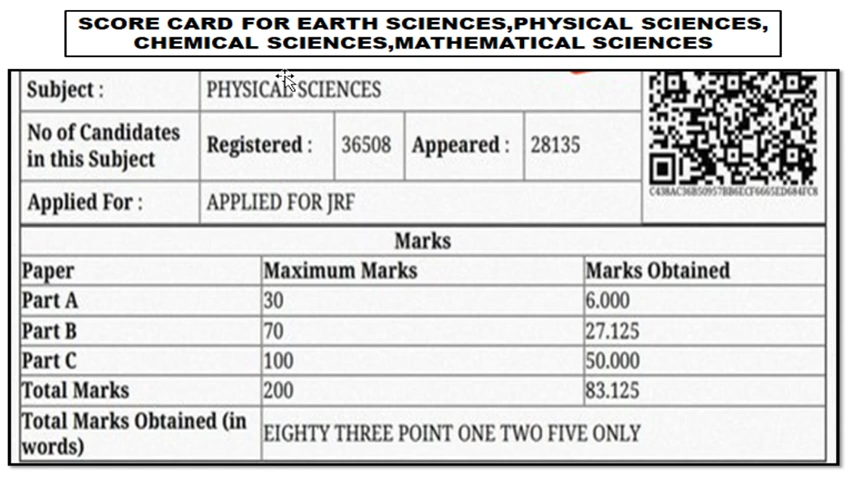 SCORE CARD FOR EARTH SCIENCES,PHYSICAL SCIENCES,
CHEMICAL SCIENCES,MATHEMATICAL SCIENCES
Subject : PHYSICAL SCIENCES
No of Candidates in this Subject Registered : 36508 Appeared : 28135
Applied For : APPLIED FOR JRF
Marks
Paper Maximum Marks Marks Obtained
Part A 30 6.000
Part B 70 27.125
Part C 100 50.000
Total Marks 200 83.125
Total Marks Obtained (in words) EIGHTY THREE POINT ONE TWO FIVE ONLY